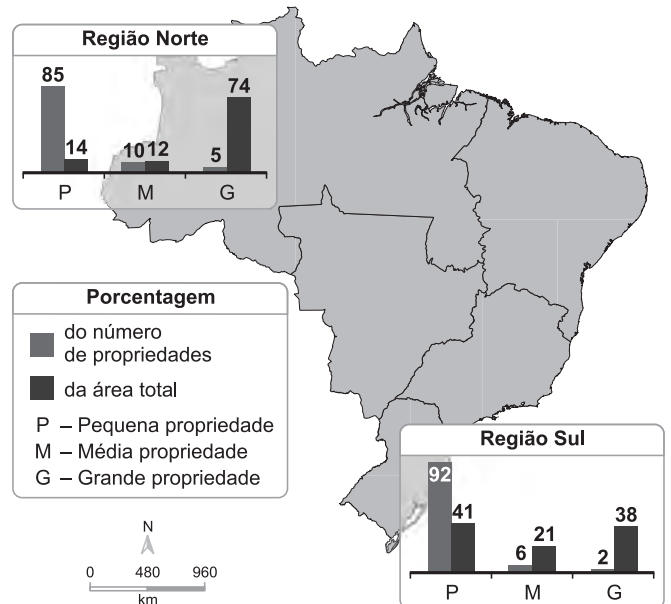 Região Norte
85
14
10
12
5
74
P
M
G
Porcentagem
do número
de propriedades
da área total
P – Pequena propriedade
M – Média propriedade
G – Grande propriedade
N
0 480 960
km
Região Sul
92
41
6
21
2
38
P
M
G